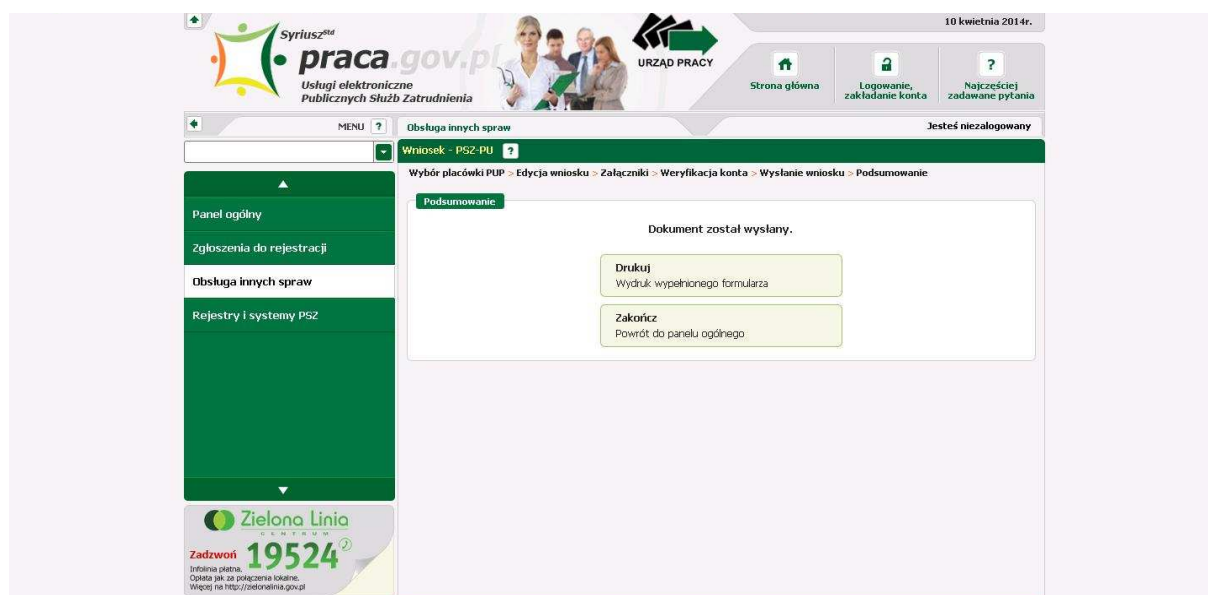 10 kwietnia 2014r.
Syriusz Std
praca.gov.pl
Usługi elektroniczne
Publicznych Służb Zatrudnienia
URZĄD PRACY
Strona główna
Logowanie,
zakładanie konta
Najczęściej
zadawane pytania
MENU ?
Obsługa innych spraw
Jesteś niezalogowany
Wniosek - PSZ-PU ?
Wybór placówki PUP > Edycja wniosku > Załączniki > Weryfikacja konta > Wysłanie wniosku > Podsumowanie
Podsumowanie
Dokument został wysłany.
Drukuj
Wydruk wypełnionego formularza
Zakończ
Powrót do panelu ogólnego
Panel ogólny
Zgłoszenia do rejestracji
Obsługa innych spraw
Rejestry i systemy PSZ
Zielona Linia
CENTRUM
Zadzwoń 19524
Infolinia płatna.
Opłata jak za połączenia lokalne.
Więcej na http://zielonalinia.gov.pl